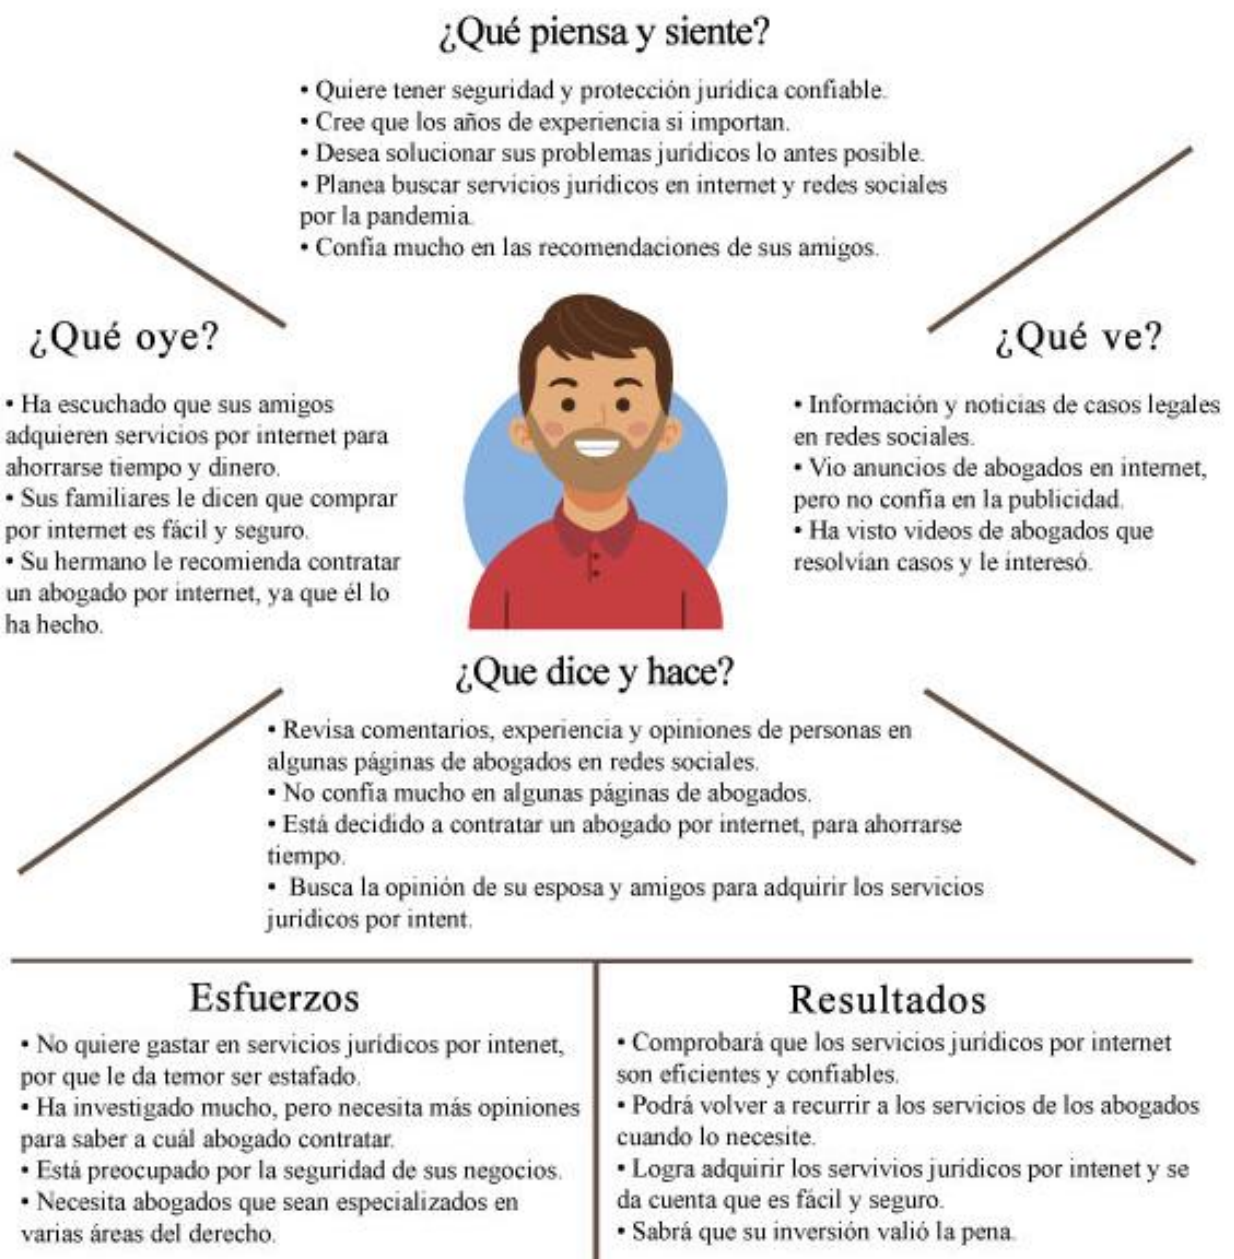 ¿Qué piensa y siente?
• Quiere tener seguridad y protección jurídica confiable.
• Cree que los años de experiencia si importan.
• Desea solucionar sus problemas jurídicos lo antes posible.
• Planea buscar servicios jurídicos en internet y redes sociales
por la pandemia.
• Confía mucho en las recomendaciones de sus amigos.
¿Qué oye?
• Ha escuchado que sus amigos
adquieren servicios por internet para
ahorrarse tiempo y dinero.
• Sus familiares le dicen que comprar
por internet es fácil y seguro.
• Su hermano le recomienda contratar
un abogado por internet, ya que él lo
ha hecho.
¿Qué ve?
• Información y noticias de casos legales
en redes sociales.
• Vio anuncios de abogados en internet,
pero no confía en la publicidad.
• Ha visto videos de abogados que
resolvían casos y le interesó.
¿Que dice y hace?
• Revisa comentarios, experiencia y opiniones de personas en
algunas páginas de abogados en redes sociales.
• No confía mucho en algunas páginas de abogados.
• Está decidido a contratar un abogado por internet, para ahorrarse
tiempo.
• Busca la opinión de su esposa y amigos para adquirir los servicios
jurídicos por intent.
Esfuerzos
• No quiere gastar en servicios jurídicos por intenet,
por que le da temor ser estafado.
• Ha investigado mucho, pero necesita más opiniones
para saber a cuál abogado contratar.
• Está preocupado por la seguridad de sus negocios.
• Necesita abogados que sean especializados en
varias áreas del derecho.
Resultados
• Comprobará que los servicios jurídicos por internet
son eficientes y confiables.
• Podrá volver a recurrir a los servicios de los abogados
cuando lo necesite.
• Logra adquirir los servivios jurídicos por intenet y se
da cuenta que es fácil y seguro.
• Sabrá que su inversión valió la pena.